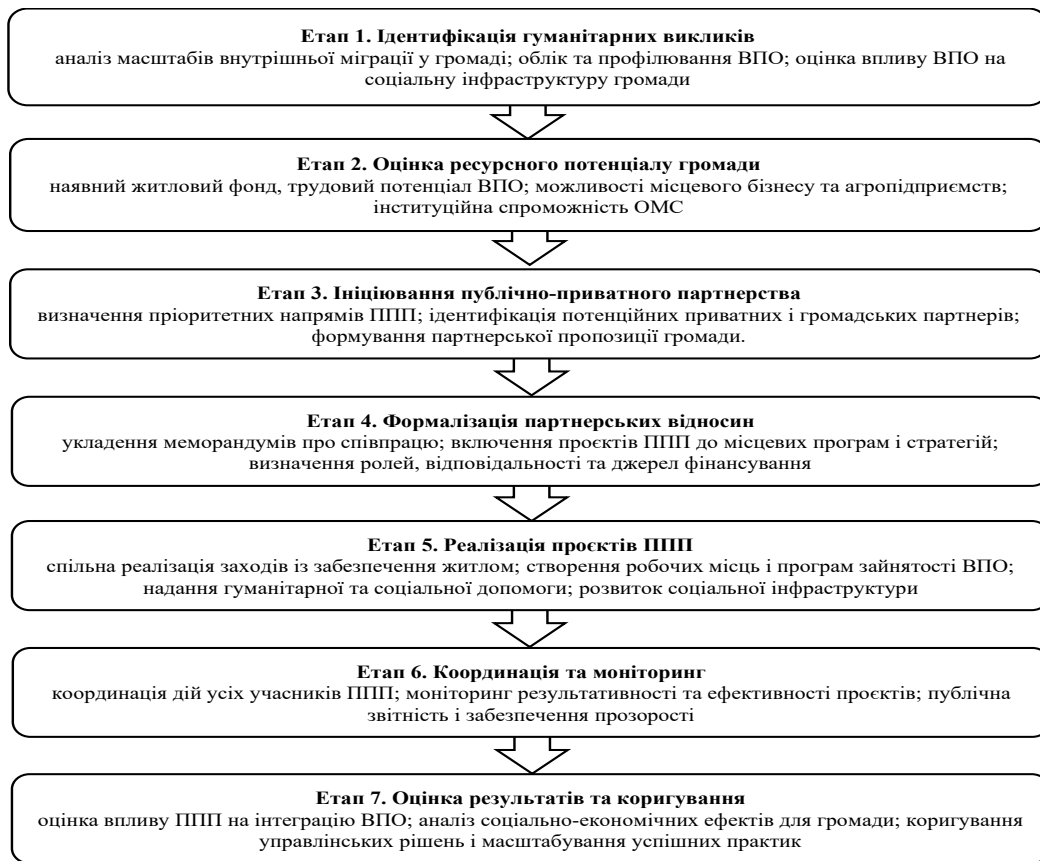 Етап 1. Ідентифікація гуманітарних викликів
аналіз масштабів внутрішньої міграції у громаді; облік та профілювання ВПО; оцінка впливу ВПО на
соціальну інфраструктуру громади
Етап 2. Оцінка ресурсного потенціалу громади
наявний житловий фонд, трудовий потенціал ВПО; можливості місцевого бізнесу та агропідприємств;
інституційна спроможність ОМС
Етап 3. Ініціювання публічно-приватного партнерства
визначення пріоритетних напрямів ППП; ідентифікація потенційних приватних і громадських партнерів;
формування партнерської пропозиції громади.
Етап 4. Формалізація партнерських відносин
укладення меморандумів про співпрацю; включення проєктів ППП до місцевих програм і стратегій;
визначення ролей, відповідальності та джерел фінансування
Етап 5. Реалізація проєктів ППП
спільна реалізація заходів із забезпечення житлом; створення робочих місць і програм зайнятості ВПО;
надання гуманітарної та соціальної допомоги; розвиток соціальної інфраструктури
Етап 6. Координація та моніторинг
координація дій усіх учасників ППП; моніторинг результативності та ефективності проєктів; публічна
звітність і забезпечення прозорості
Етап 7. Оцінка результатів та коригування
оцінка впливу ППП на інтеграцію ВПО; аналіз соціально-економічних ефектів для громади; коригування
управлінських рішень і масштабування успішних практик